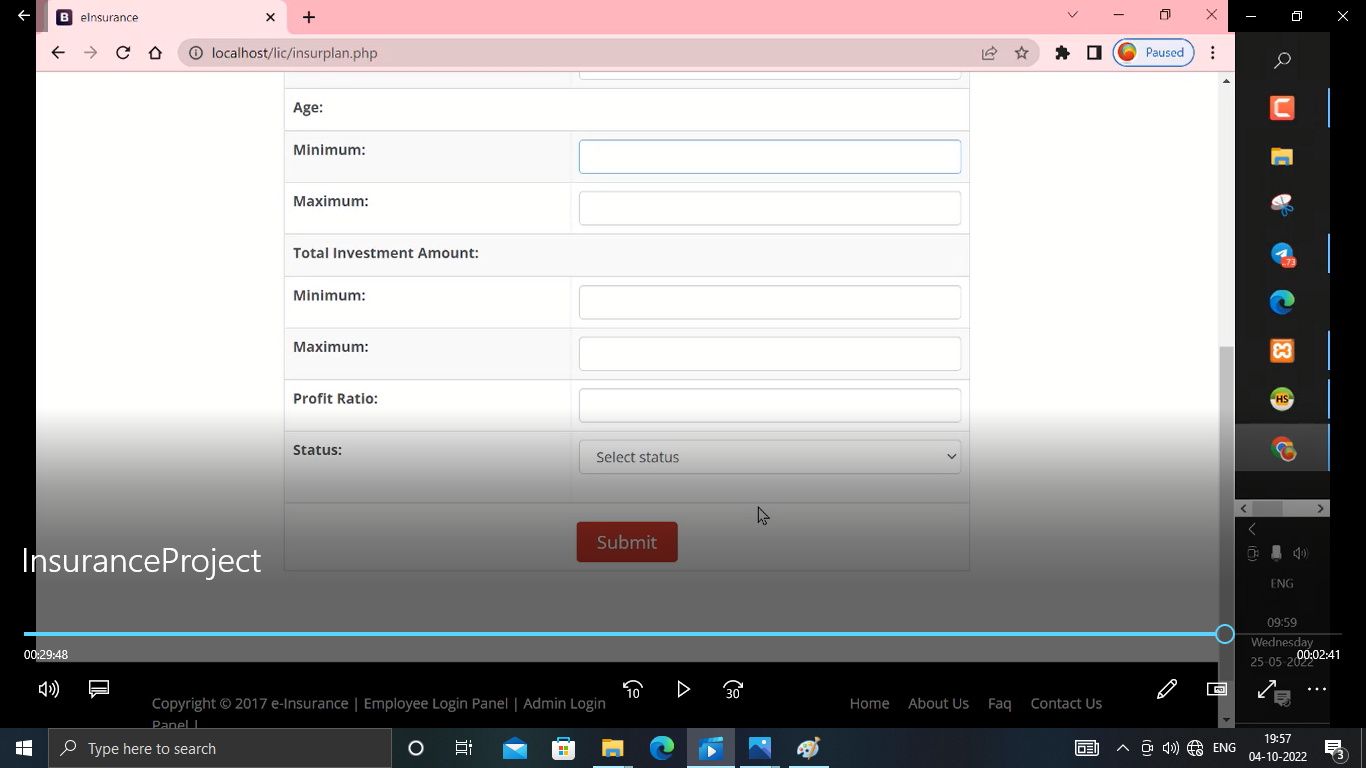 eInsurance
localhost/lic/insurplan.php
Paused
Age:
Minimum:
Maximum:
Total Investment Amount:
Minimum:
Maximum:
Profit Ratio:
Status:
Select status
Submit
InsuranceProject
HS
73
ENG
09:59
Wednesday
25-05-2022
00:29:48
00:02:41
10
30
Copyright © 2017 e-Insurance | Employee Login Panel | Admin Login
Panel |
Home About Us Faq Contact Us
Type here to search
ENG
19:57
04-10-2022
3